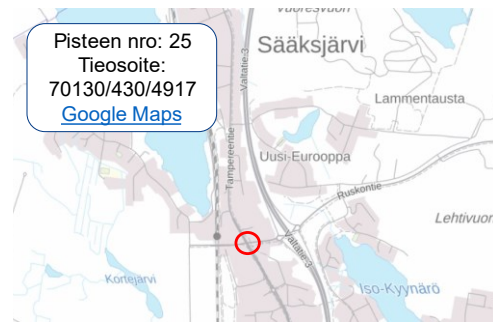 Pisteen nro: 25
Tieosoite:
70130/430/4917
Google Maps
Vuoresvuori
Sääksjärvi
Valtatie-3
Lammentausta
Uusi-Eurooppa
Tampereentie
Ruskontie
Lehtivuori
Valtatie-3
Kortejärvi
Iso-Kyynärö